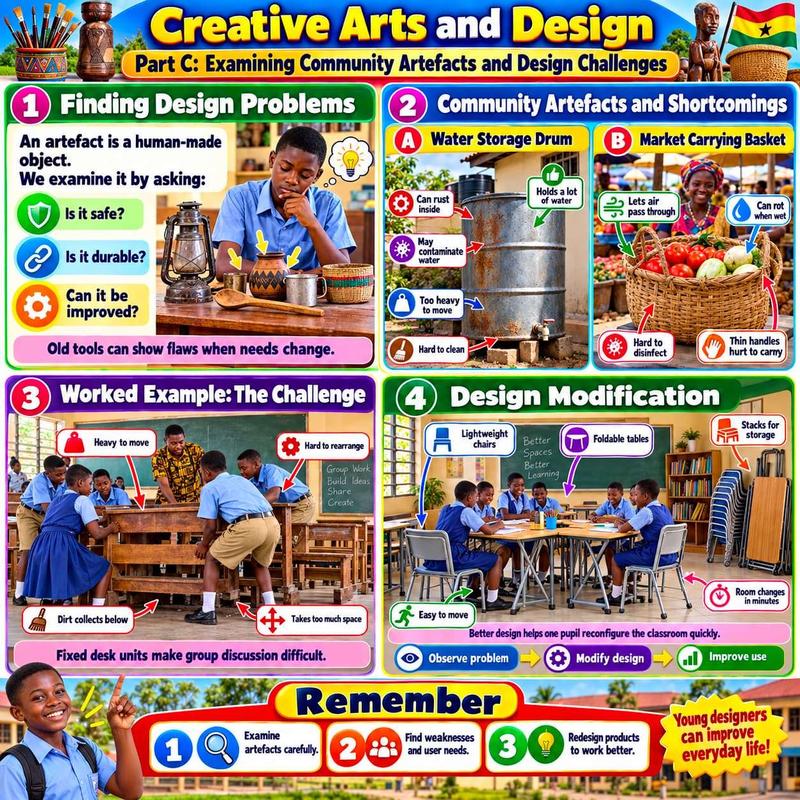 Creative Arts and Design
Part C: Examining Community Artefacts and Design Challenges
1 Finding Design Problems
An artefact is a human-made
object.
We examine it by asking:
Is it safe?
Is it durable?
Can it be
improved?
Old tools can show flaws when needs change.
2 Community Artefacts and Shortcomings
A Water Storage Drum
Can rust
inside
Holds a lot
of water
May
contaminate
water
Too heavy
to move
Hard to clean
B Market Carrying Basket
Lets air
pass through
Can rot
when wet
Hard to
disinfect
Thin handles
hurt to carry
3 Worked Example: The Challenge
Heavy to move
Hard to rearrange
Group Work
Build Ideas
Share
Create
Dirt collects below
Takes too much space
Fixed desk units make group discussion difficult.
4 Design Modification
Lightweight
chairs
Better
Spaces
Better
Learning
Foldable tables
Stacks for
storage
Easy to move
Room changes
in minutes
Better design helps one pupil reconfigure the classroom quickly.
Observe problem
Modify design
Improve use
Remember
1 Examine
artefacts carefully.
2 Find weaknesses
and user needs.
3 Redesign products
to work better.
Young designers
can improve
everyday life!